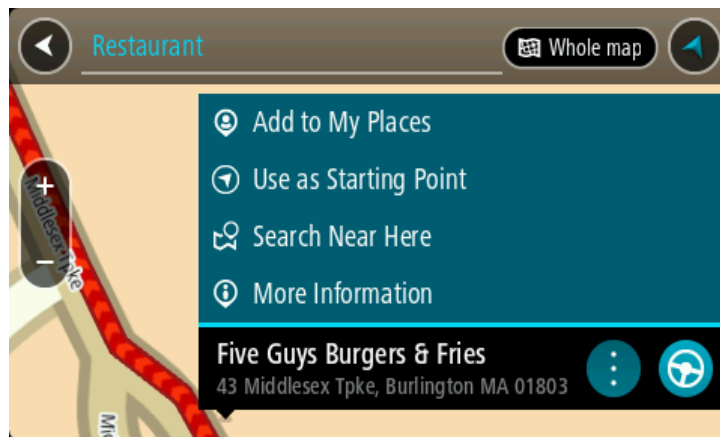 Restaurant
Whole map
Add to My Places
Use as Starting Point
Search Near Here
More Information
Five Guys Burgers & Fries
43 Middlesex Tpke, Burlington MA 01803
+
−
Middlesex Tpke
Mi